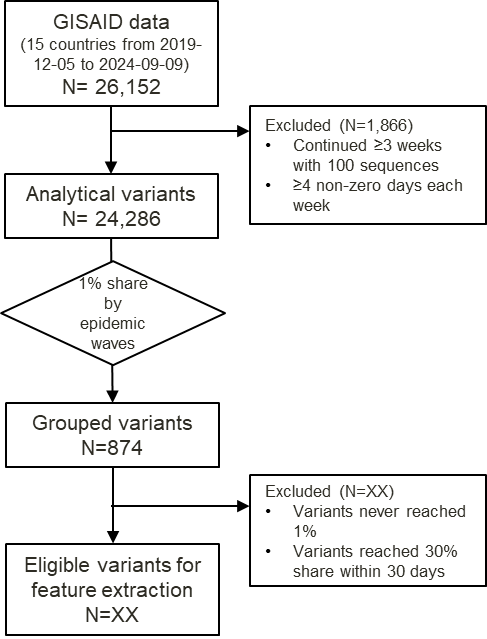 GISAID data
(15 countries from 2019-
12-05 to 2024-09-09)
N= 26,152
Excluded (N=1,866)
• Continued ≥3 weeks
with 100 sequences
• ≥4 non-zero days each
week
Analytical variants
N= 24,286
1% share
by
epidemic
waves
Grouped variants
N=874
Excluded (N=XX)
• Variants never reached
1%
• Variants reached 30%
share within 30 days
Eligible variants for
feature extraction
N=XX